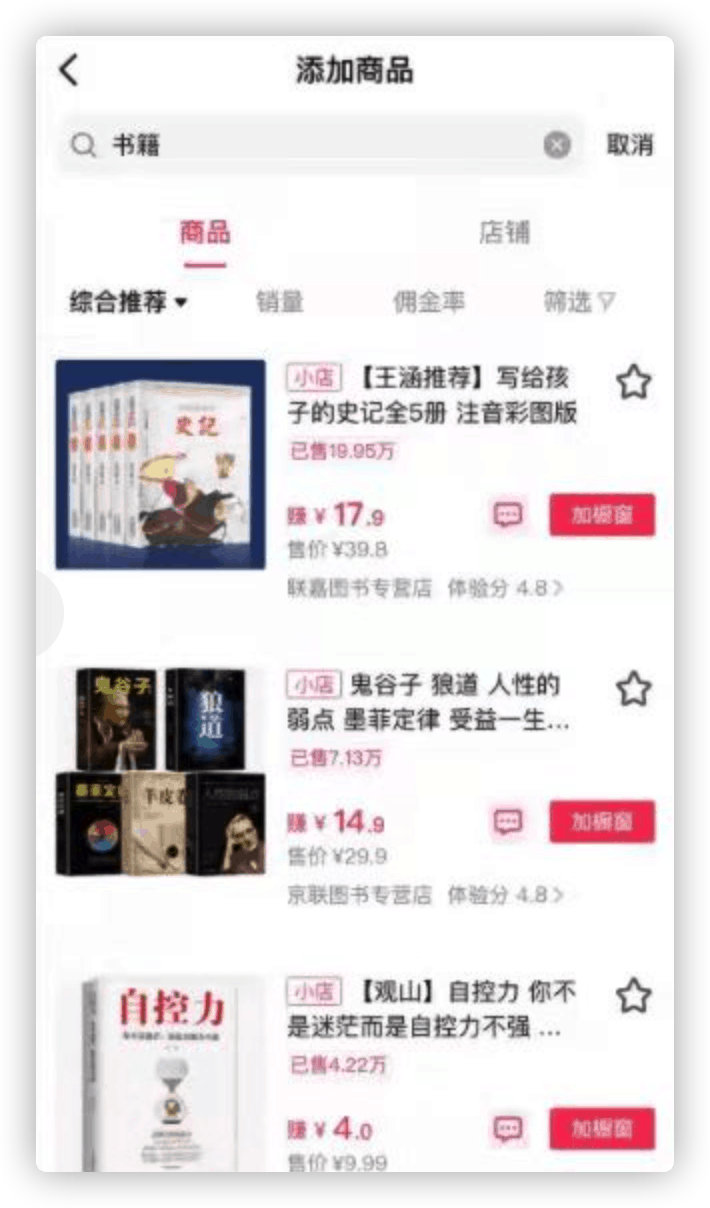 添加商品
书籍
取消
商品 店铺
综合推荐 销量 佣金率 筛选
史记
小店 【王涵推荐】写给孩
子的史记全5册 注音彩图版
已售19.95万
赚 ¥17.9
加橱窗
售价 ¥39.8
联嘉图书专营店 体验分 4.8
鬼谷子
狼道
羊皮卷
小店 鬼谷子 狼道 人性的
弱点 墨菲定律 受益一生...
已售7.13万
赚 ¥14.9
加橱窗
售价 ¥29.9
京联图书专营店 体验分 4.8
自控力
小店 【观山】自控力 你不
是迷茫而是自控力不强 ...
已售4.22万
赚 ¥4.0
加橱窗
售价 ¥9.99